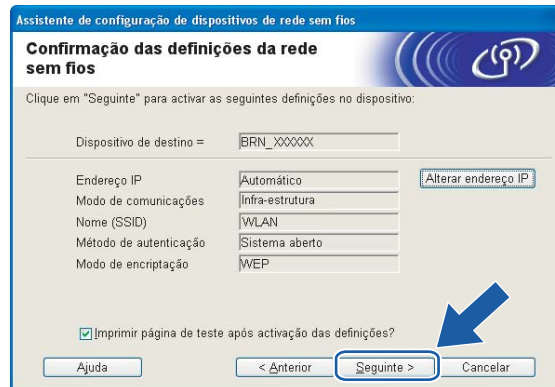 Assistente de configuração de dispositivos de rede sem fios
Confirmação das definições da rede
sem fios
Clique em "Seguinte" para activar as seguintes definições no dispositivo:
Dispositivo de destino = BRN_XXXXXX
Endereço IP Automático Alterar endereço IP
Modo de comunicações Infra-estrutura
Nome (SSID) WLAN
Método de autenticação Sistema aberto
Modo de encriptação WEP
Imprimir página de teste após activação das definições?
Ajuda < Anterior Seguinte > Cancelar